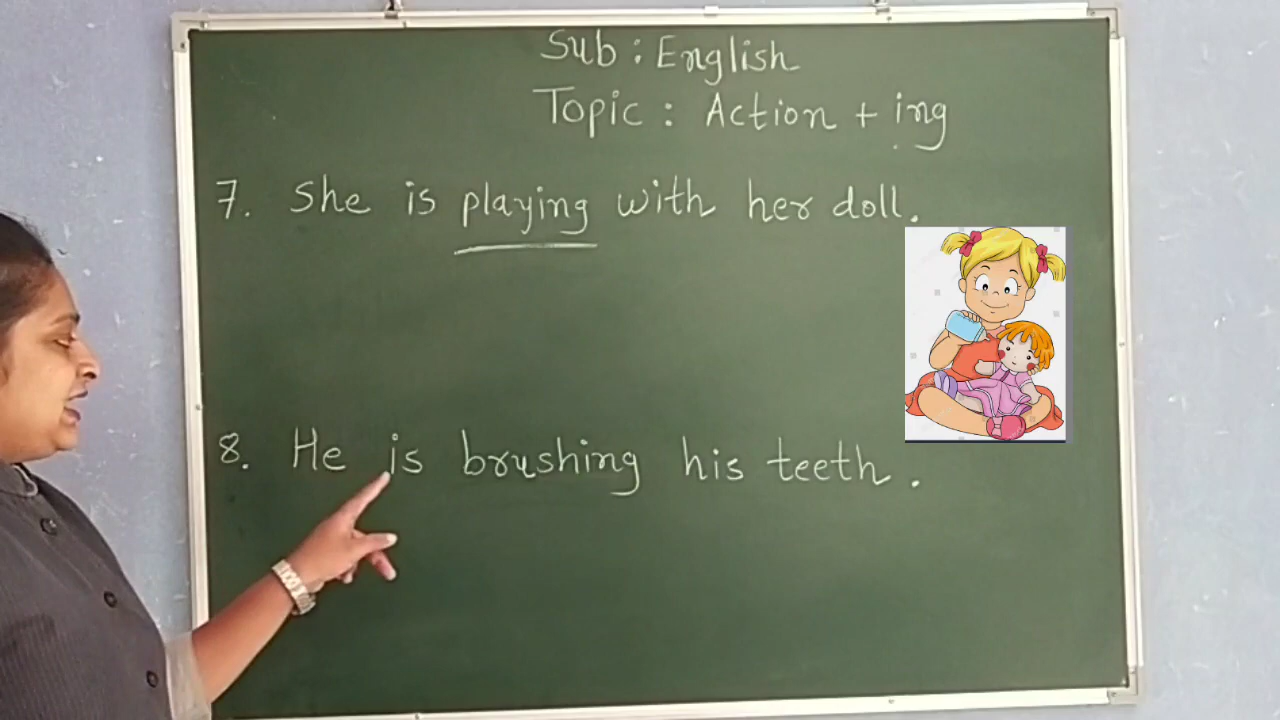 Sub : English
Topic : Action + ing
7. She is playing with her doll.
8. He is brushing his teeth.